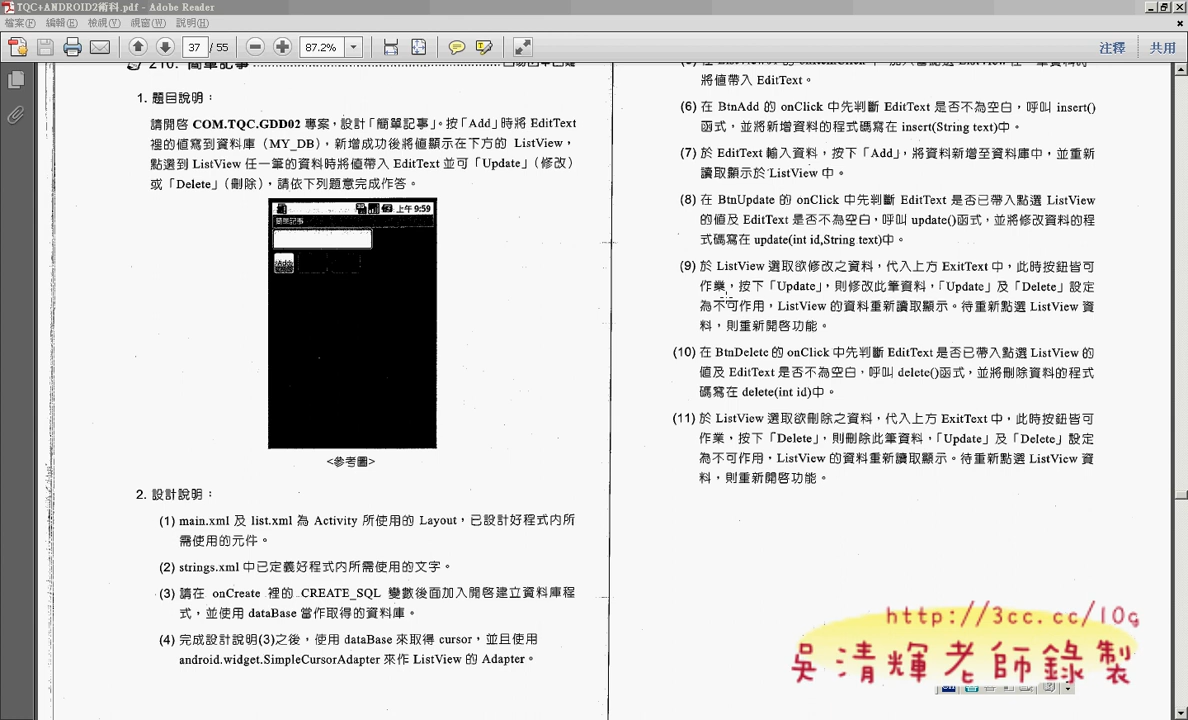 TQC+ANDROID2術科.pdf - Adobe Reader
檔案(F) 編輯(E) 檢視(V) 視窗(W) 說明(H)
37 / 55 87.2% 注釋 共用
210. 簡單記事
1. 題目說明：
請開啓 COM.TQC.GDD02 專案，設計「簡單記事」。按「Add」時將 EditText
裡的值寫到資料庫（MY_DB），新增成功後將值顯示在下方的 ListView，
點選到 ListView 任一筆的資料時將值帶入 EditText 並可「Update」（修改）
或「Delete」（刪除），請依下列題意完成作答。
上午 9:59
簡單記事
<參考圖>
2. 設計說明：
(1) main.xml 及 list.xml 為 Activity 所使用的 Layout，已設計好程式內所
需使用的元件。
(2) strings.xml 中已定義好程式內所需使用的文字。
(3) 請在 onCreate 裡的 CREATE_SQL 變數後面加入開啓建立資料庫程
式，並使用 dataBase 當作取得的資料庫。
(4) 完成設計說明(3)之後，使用 dataBase 來取得 cursor，並且使用
android.widget.SimpleCursorAdapter 來作 ListView 的 Adapter。
將值帶入 EditText。
(6) 在 BtnAdd 的 onClick 中先判斷 EditText 是否不為空白，呼叫 insert()
函式，並將新增資料的程式碼寫在 insert(String text)中。
(7) 於 EditText 輸入資料，按下「Add」，將資料新增至資料庫中，並重新
讀取顯示於 ListView 中。
(8) 在 BtnUpdate 的 onClick 中先判斷 EditText 是否已帶入點選 ListView
的值及 EditText 是否不為空白，呼叫 update()函式，並將修改資料的程
式碼寫在 update(int id,String text)中。
(9) 於 ListView 選取欲修改之資料，代入上方 ExitText 中，此時按鈕皆可
作業，按下「Update」，則修改此筆資料，「Update」及「Delete」設定
為不可作用，ListView 的資料重新讀取顯示。待重新點選 ListView 資
料，則重新開啓功能。
(10) 在 BtnDelete 的 onClick 中先判斷 EditText 是否已帶入點選 ListView 的
值及 EditText 是否不為空白，呼叫 delete()函式，並將刪除資料的程式
碼寫在 delete(int id)中。
(11) 於 ListView 選取欲刪除之資料，代入上方 ExitText 中，此時按鈕皆可
作業，按下「Delete」，則刪除此筆資料，「Update」及「Delete」設定
為不可作用，ListView 的資料重新讀取顯示。待重新點選 ListView 資
料，則重新開啓功能。
http://3cc.cc/10g
吳清輝老師錄製